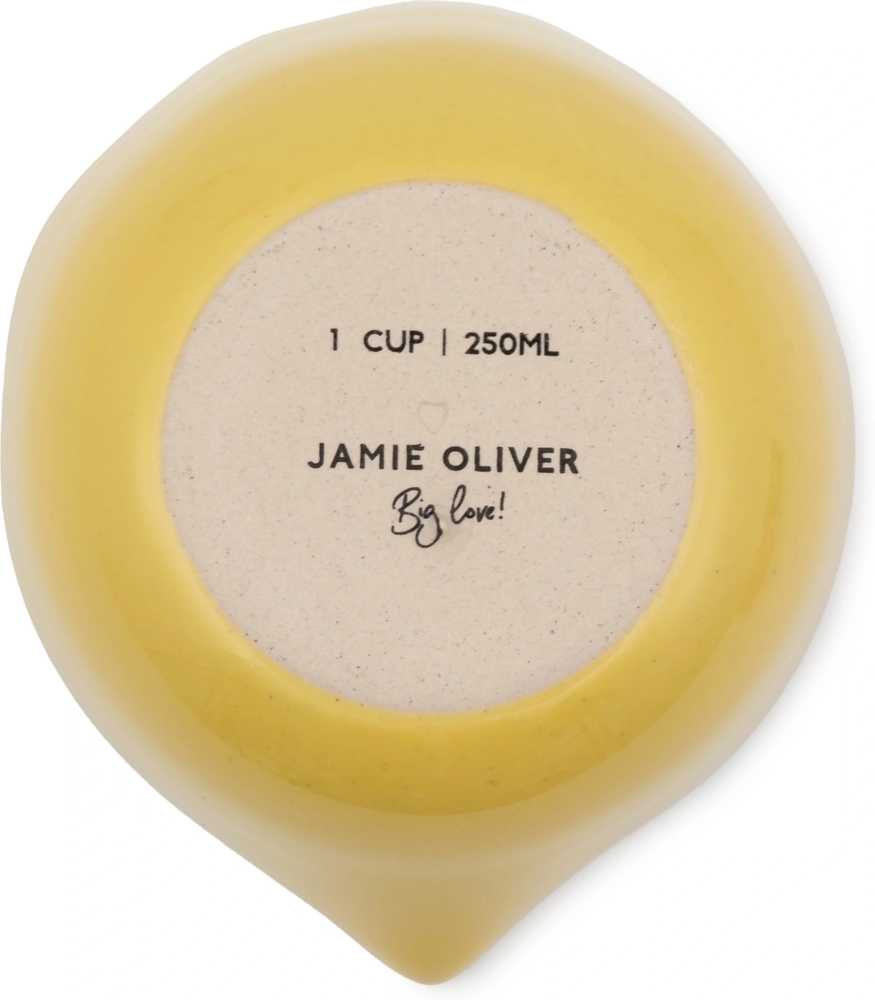 1 CUP | 250ML
JAMIE OLIVER
Big love!